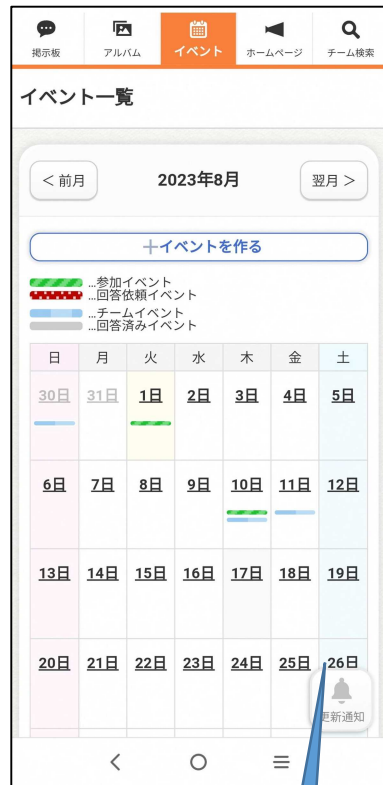 掲示板 アルバム イベント ホームページ チーム検索
イベント一覧
< 前月 2023年8月 翌月 >
＋イベントを作る
…参加イベント
…回答依頼イベント
…チームイベント
…回答済みイベント
日 月 火 水 木 金 土
30日 31日 1日 2日 3日 4日 5日
6日 7日 8日 9日 10日 11日 12日
13日 14日 15日 16日 17日 18日 19日
20日 21日 22日 23日 24日 25日 26日
更新通知